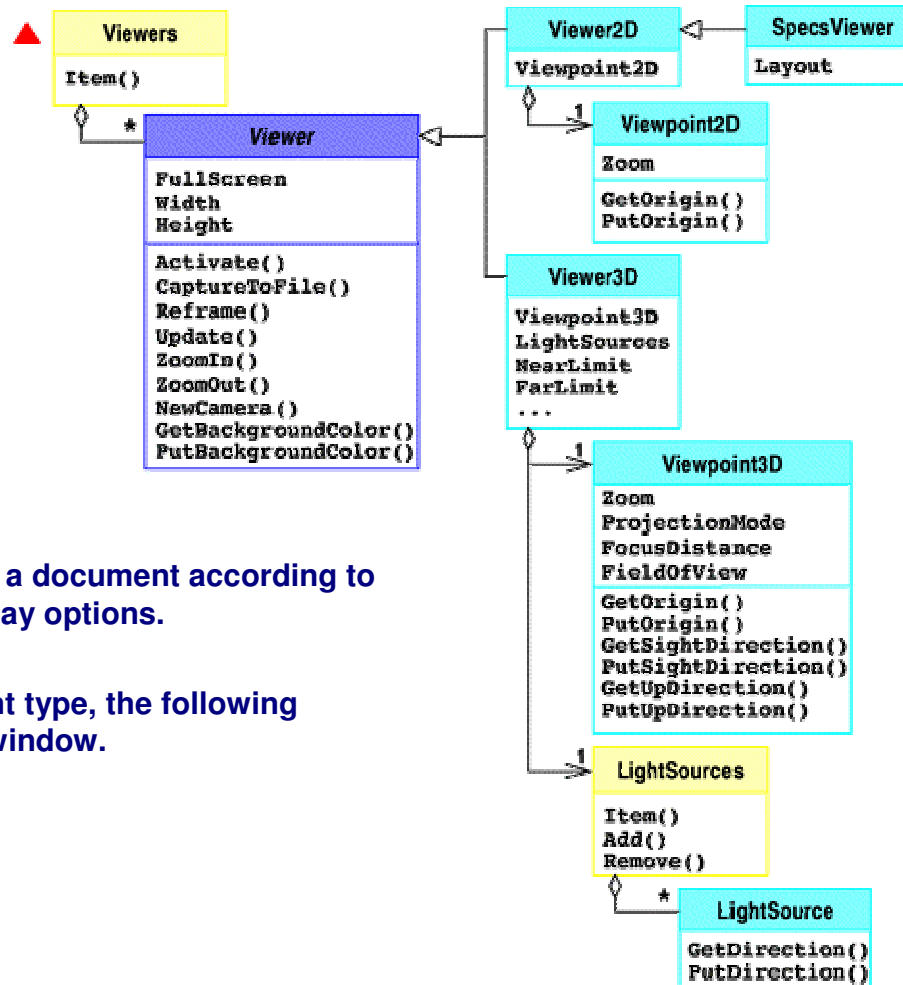 Viewers
Item()
*
Viewer
FullScreen
Width
Height
Activate()
CaptureToFile()
Reframe()
Update()
ZoomIn()
ZoomOut()
NewCamera()
GetBackgroundColor()
PutBackgroundColor()
Viewer2D
Viewpoint2D
SpecsViewer
Layout
1
Viewpoint2D
Zoom
GetOrigin()
PutOrigin()
Viewer3D
Viewpoint3D
LightSources
NearLimit
FarLimit
...
1
Viewpoint3D
Zoom
ProjectionMode
FocusDistance
FieldOfView
GetOrigin()
PutOrigin()
GetSightDirection()
PutSightDirection()
GetUpDirection()
PutUpDirection()
1
LightSources
Item()
Add()
Remove()
*
LightSource
GetDirection()
PutDirection()
a document according to
ay options.
t type, the following
window.